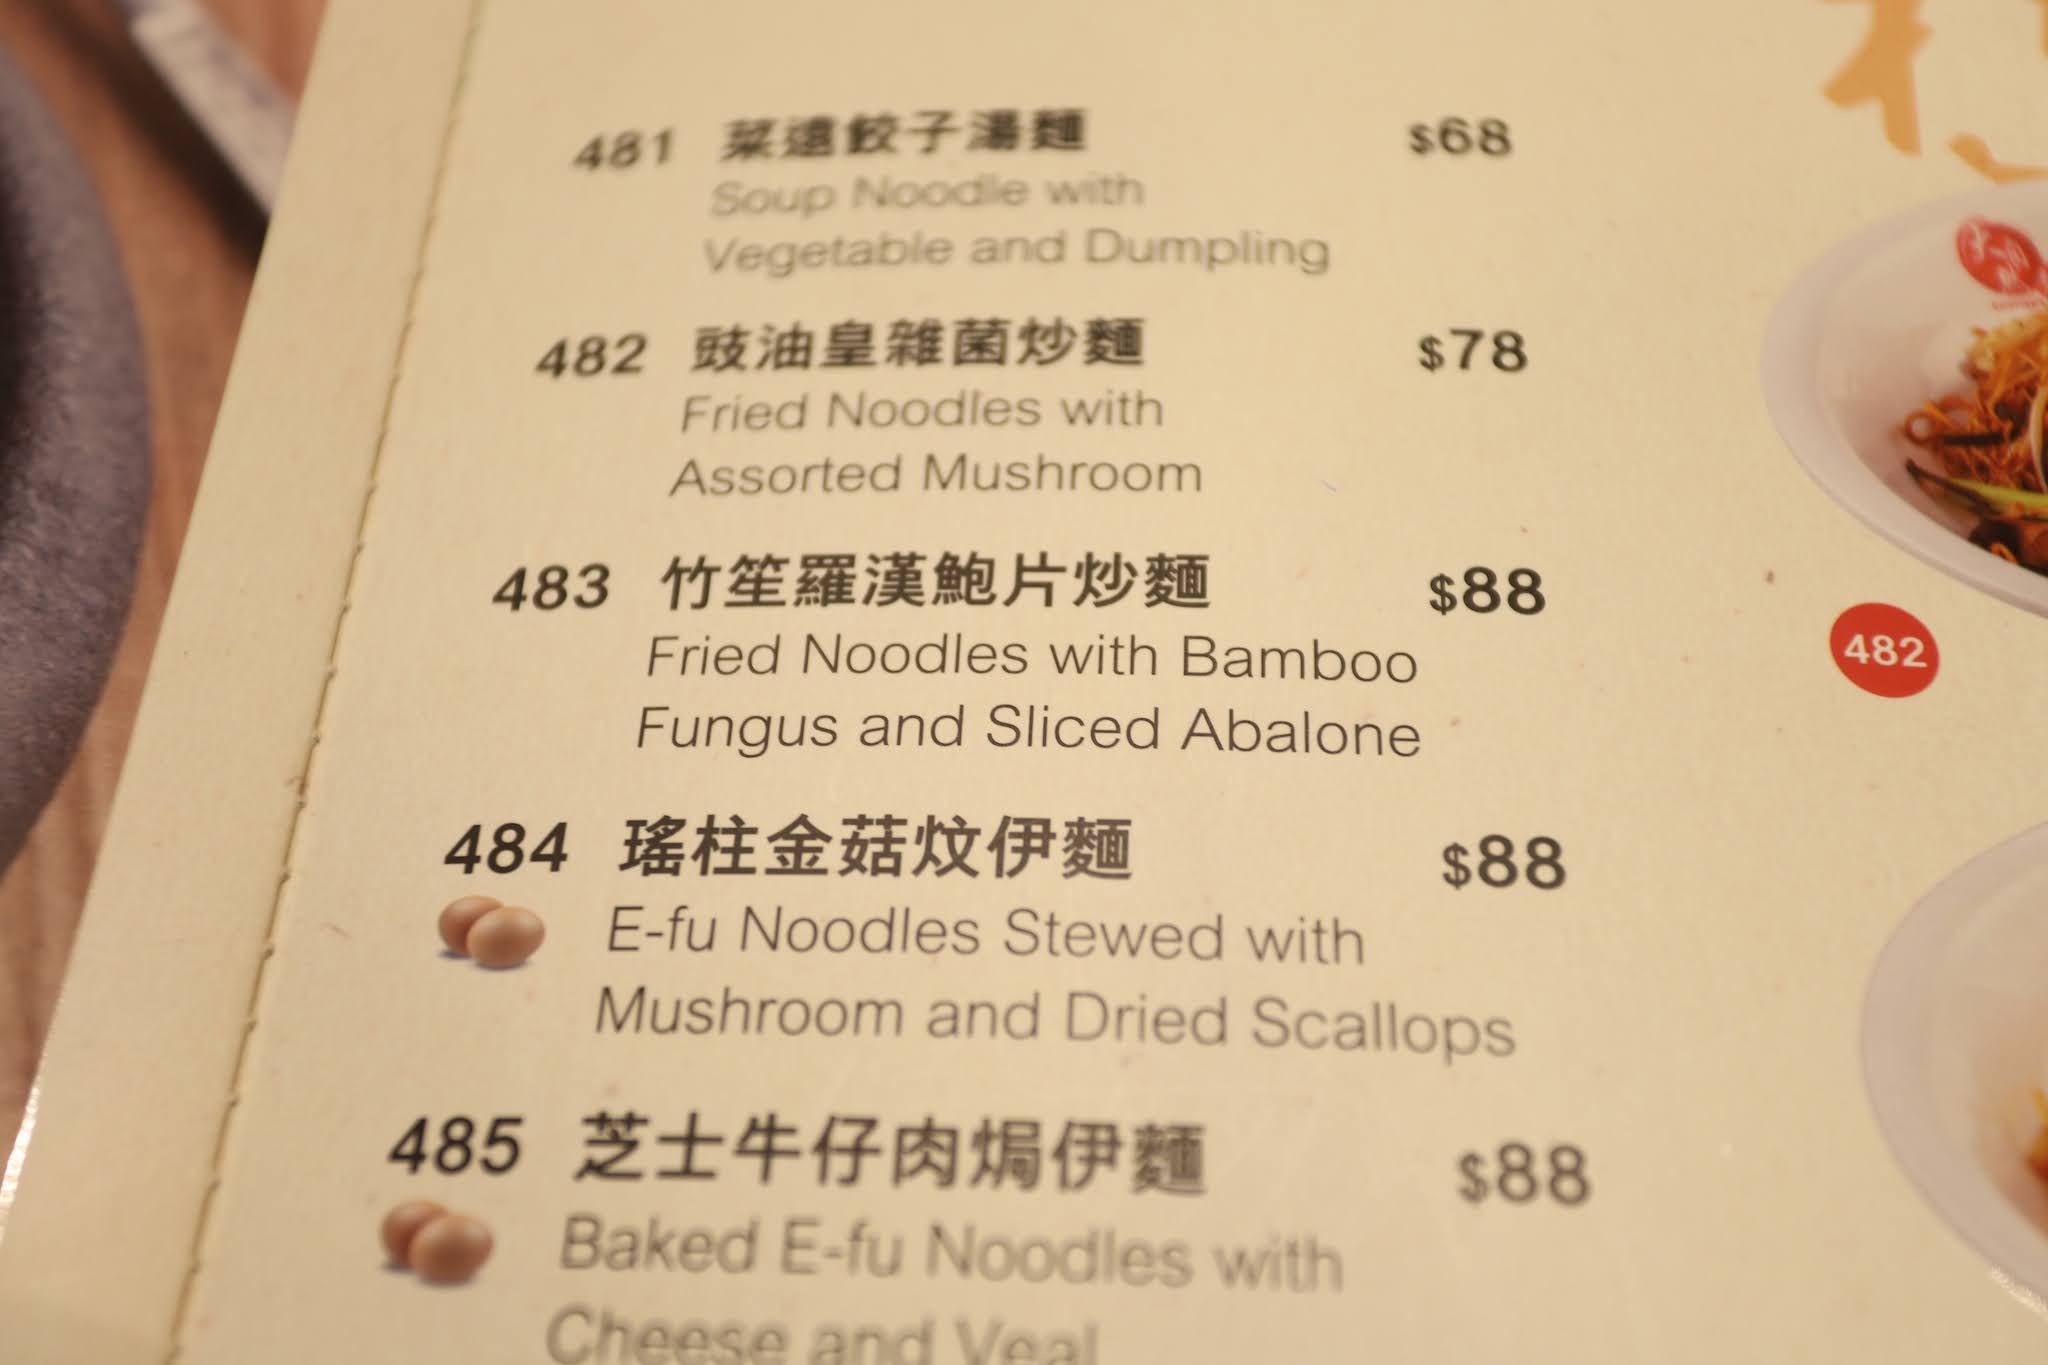 481 菜遠餃子湯麵 $68
Soup Noodle with
Vegetable and Dumpling
482 豉油皇雜菌炒麵 $78
Fried Noodles with
Assorted Mushroom
483 竹笙羅漢鮑片炒麵 $88
Fried Noodles with Bamboo
Fungus and Sliced Abalone
482
484 瑤柱金菇炆伊麵 $88
E-fu Noodles Stewed with
Mushroom and Dried Scallops
485 芝士牛仔肉焗伊麵 $88
Baked E-fu Noodles with
Cheese and Veal